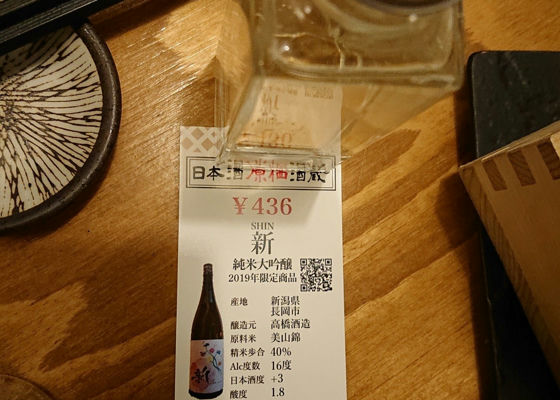 日本酒原価酒蔵
￥436
SHIN
新
純米大吟醸
2019年限定商品
産地 新潟県
長岡市
醸造元 高橋酒造
原料米 美山錦
精米歩合 40%
Alc度数 16度
日本酒度 +3
酸度 1.8
新